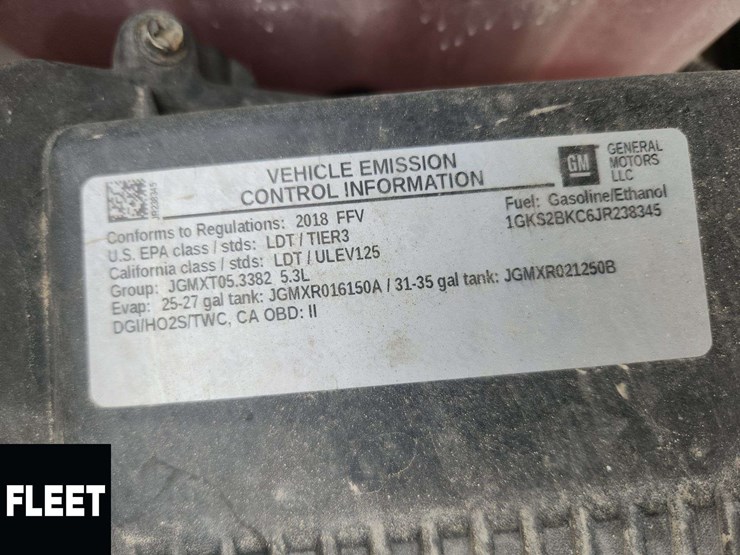 VEHICLE EMISSION
CONTROL INFORMATION
GM
GENERAL
MOTORS
LLC
JR238345
Conforms to Regulations: 2018 FFV
U.S. EPA class / stds: LDT / TIER3
California class / stds: LDT / ULEV125
Group: JGMXT05.3382 5.3L
Evap: 25-27 gal tank: JGMXR016150A / 31-35 gal tank: JGMXR021250B
DGI/HO2S/TWC, CA OBD: II
Fuel: Gasoline/Ethanol
1GKS2BKC6JR238345
FLEET